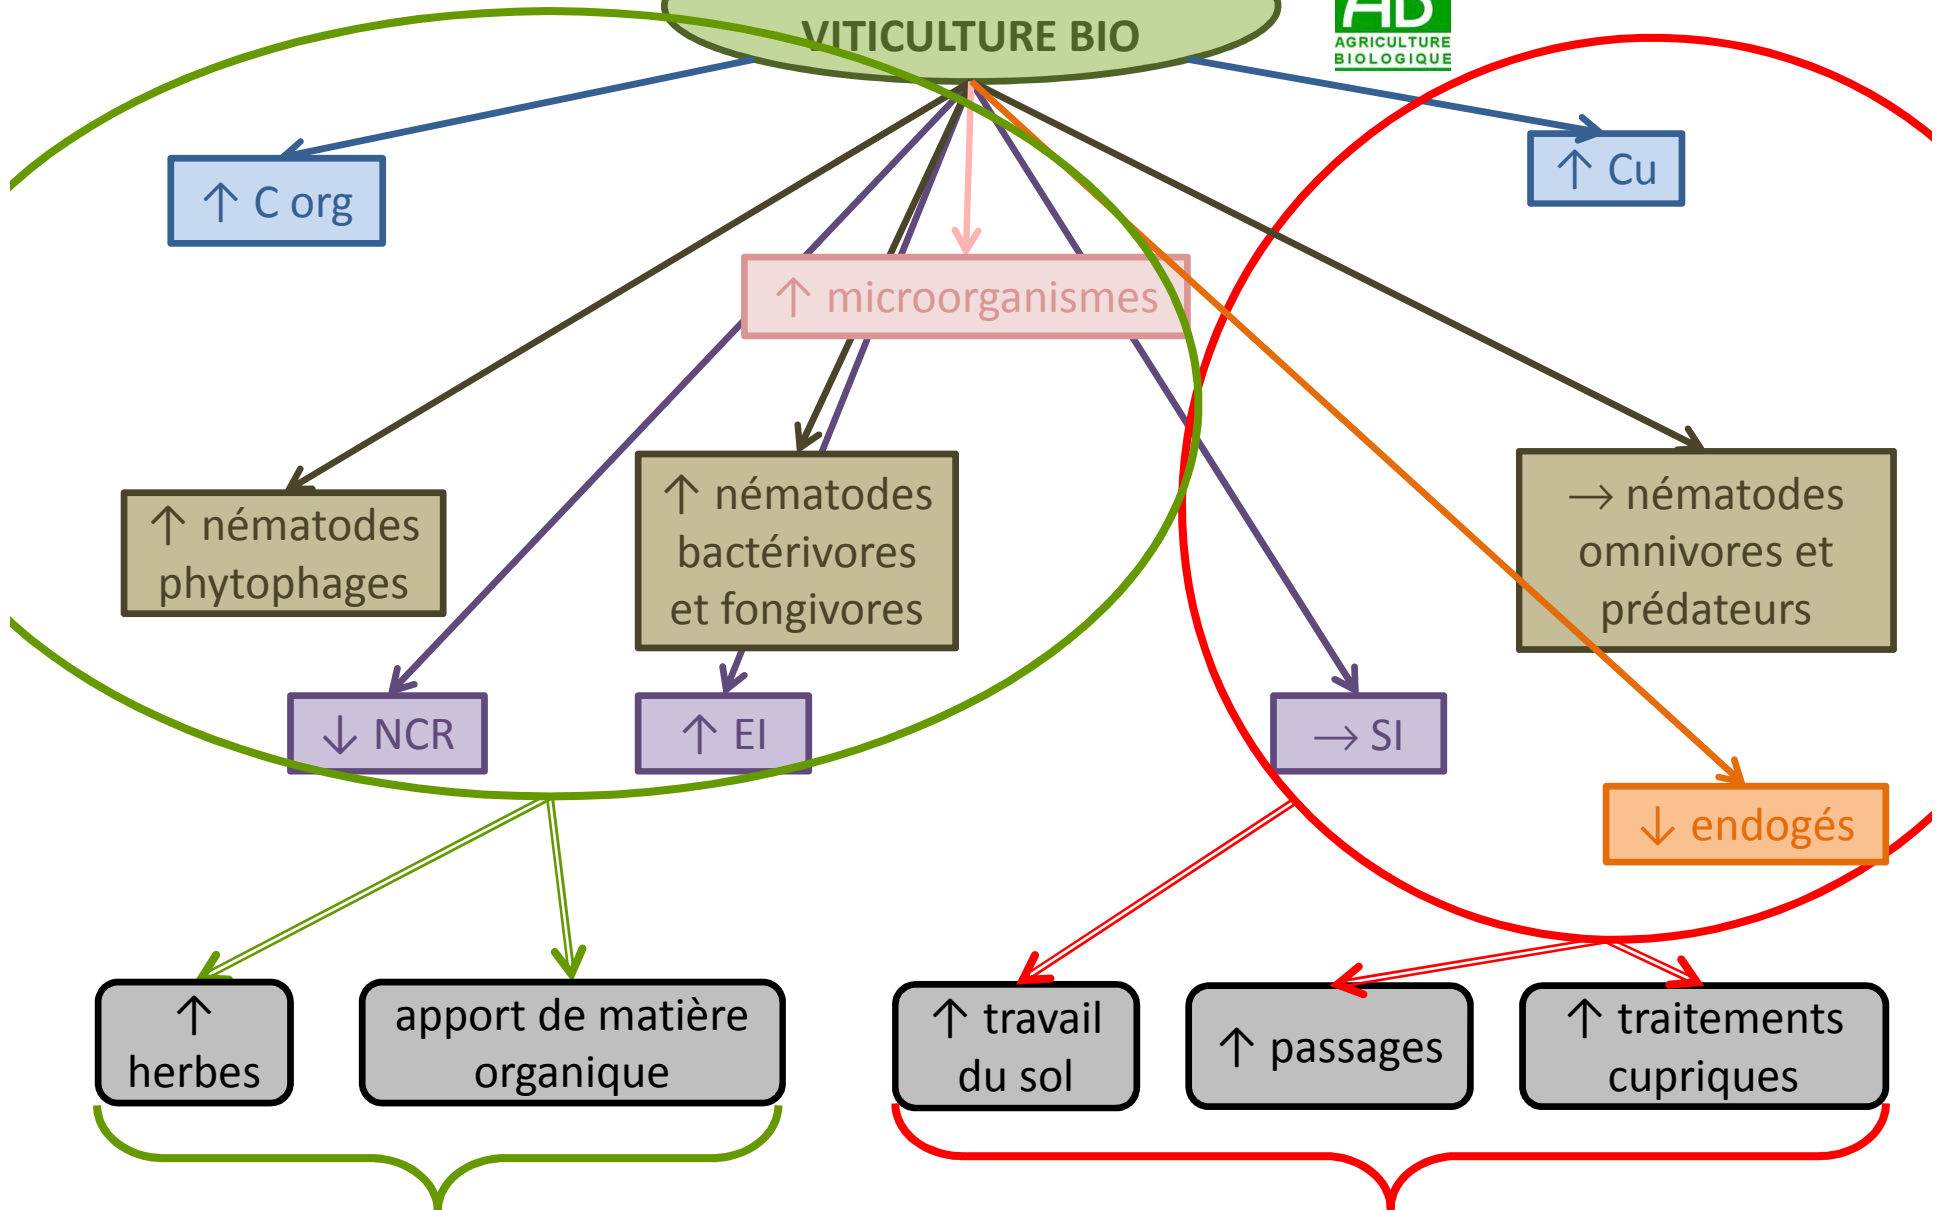 VITICULTURE BIO
AB
AGRICULTURE
BIOLOGIQUE
↑ C org
↑ Cu
↑ microorganismes
↑ nématodes
phytophages
↑ nématodes
bactérivores
et fongivores
→ nématodes
omnivores et
prédateurs
↓ NCR
↑ EI
→ SI
↓ endogés
↑
herbes
apport de matière
organique
↑ travail
du sol
↑ passages
↑ traitements
cupriques